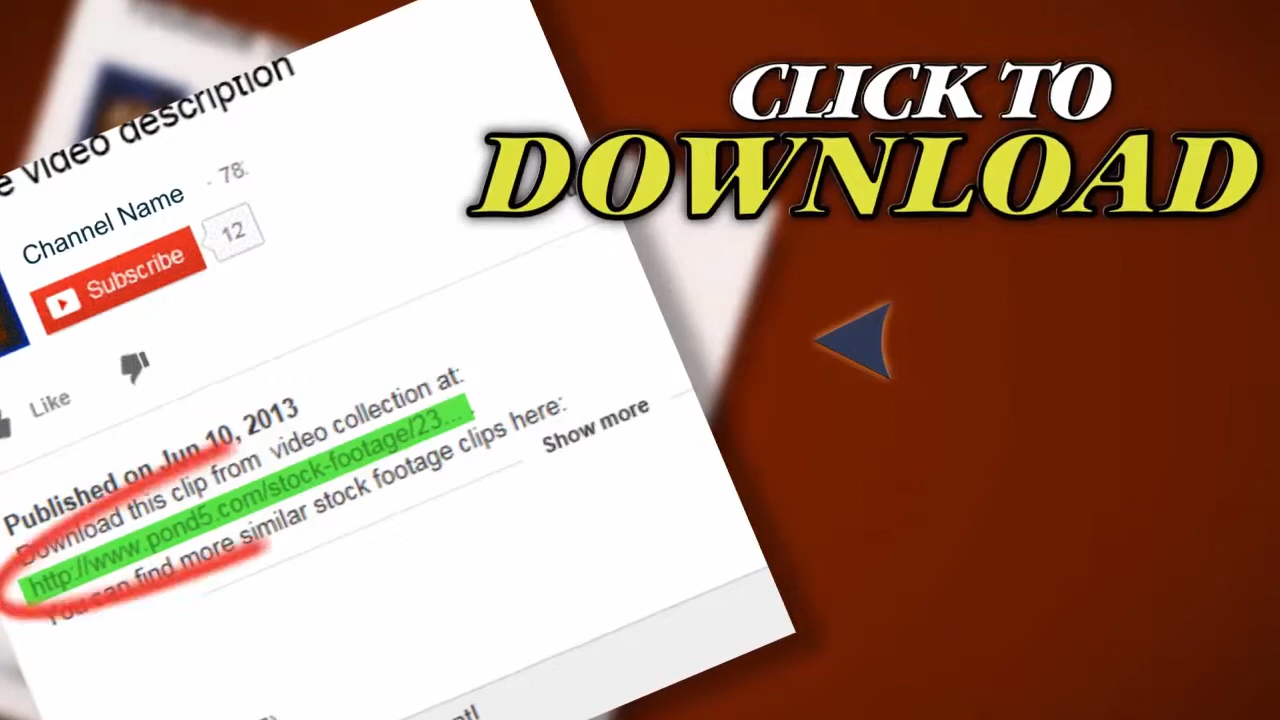 CLICK TO
DOWNLOAD
video description
Channel Name
78
Subscribe
12
Like
Published on Jun 10, 2013
Download this clip from video collection at:
http://www.pond5.com/stock-footage/23...
You can find more similar stock footage clips here:
Show more